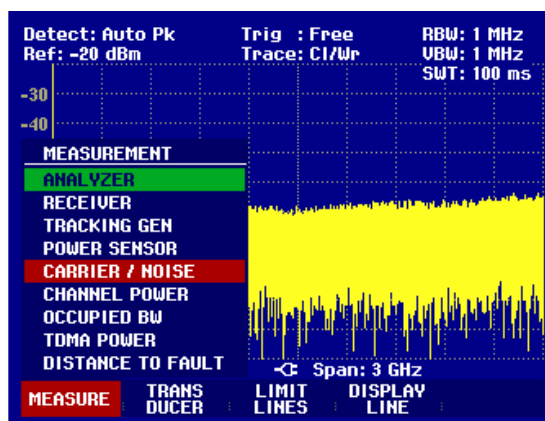 Detect: Auto Pk Trig : Free RBW: 1 MHz
Ref: -20 dBm Trace: Cl/Wr VBW: 1 MHz
SWT: 100 ms
-30
-40
MEASUREMENT
ANALYZER
RECEIVER
TRACKING GEN
POWER SENSOR
CARRIER / NOISE
CHANNEL POWER
OCCUPIED BW
TDMA POWER
DISTANCE TO FAULT
Span: 3 GHz
MEASURE TRANS LIMIT DISPLAY
DUCER : LINES : LINE :